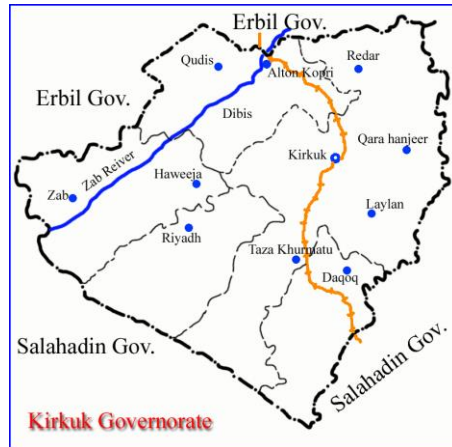 Erbil Gov.
Qudis
Redar
Alton Kopri
Erbil Gov.
Dibis
Qara hanjeer
Kirkuk
Zab Reiver
Haweeja
Zab
Laylan
Riyadh
Taza Khurmatu
Daqoq
Salahadin Gov.
Salahadin Gov.
Kirkuk Governorate